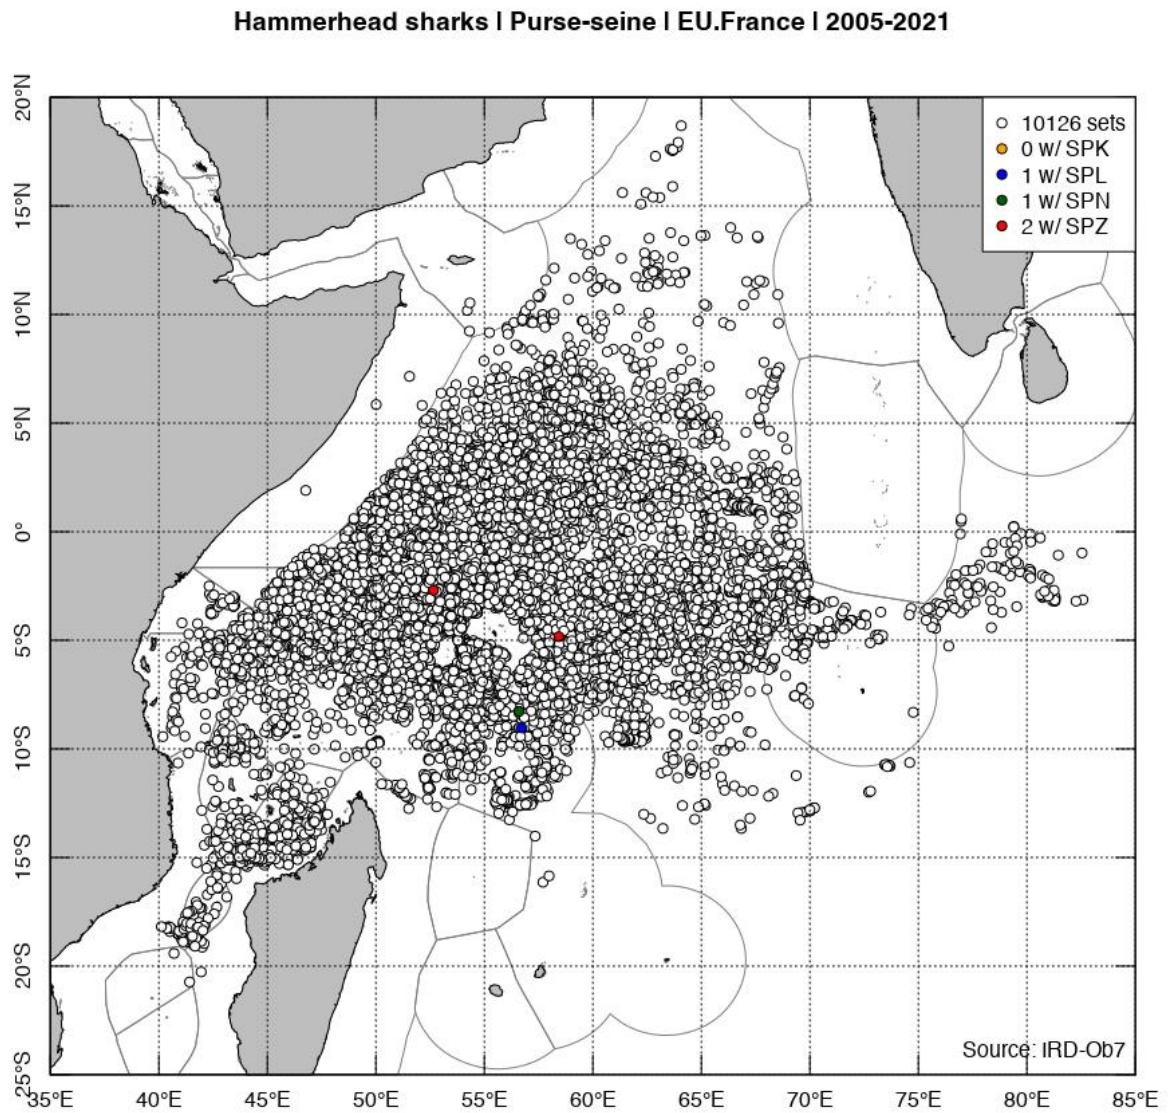 Hammerhead sharks | Purse-seine | EU.France | 2005-2021
20°N
15°N
10°N
5°N
0°
5°S
10°S
15°S
20°S
25°S
10126 sets
0 w/ SPK
1 w/ SPL
1 w/ SPN
2 w/ SPZ
Source: IRD-Ob7
35°E 40°E 45°E 50°E 55°E 60°E 65°E 70°E 75°E 80°E 85°E